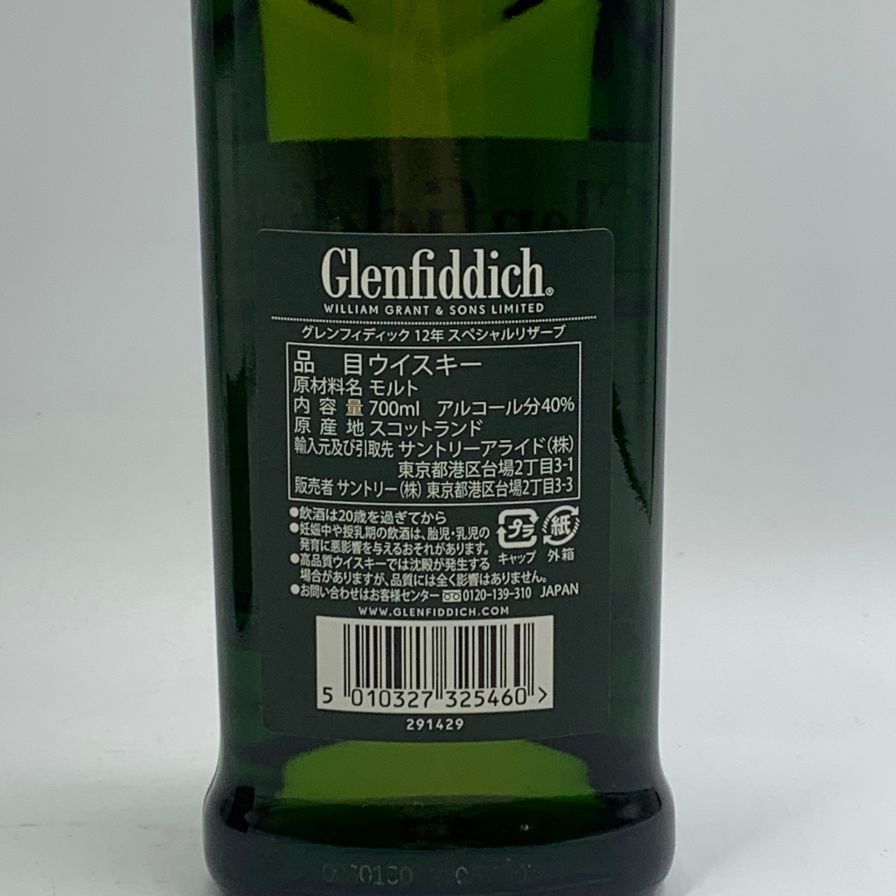 Glenfiddich®
WILLIAM GRANT & SONS LIMITED
グレンフィディック 12年 スペシャルリザーブ
品目 ウイスキー
原材料名 モルト
内容量 700ml アルコール分40%
原産地 スコットランド
輸入元及び引取先 サントリーアライド(株)
東京都港区台場2丁目3-1
販売者 サントリー(株) 東京都港区台場2丁目3-3
●飲酒は20歳を過ぎてから
●妊娠中や授乳期の飲酒は、胎児・乳児の
発育に悪影響を与えるおそれがあります。
プラ 紙
キャップ 外箱
●高品質ウイスキーでは沈殿が発生する
場合がありますが、品質には全く影響はありません。
●お問い合わせはお客様センター 0120-139-310 JAPAN
WWW.GLENFIDDICH.COM
5 010327 325460 >
291429